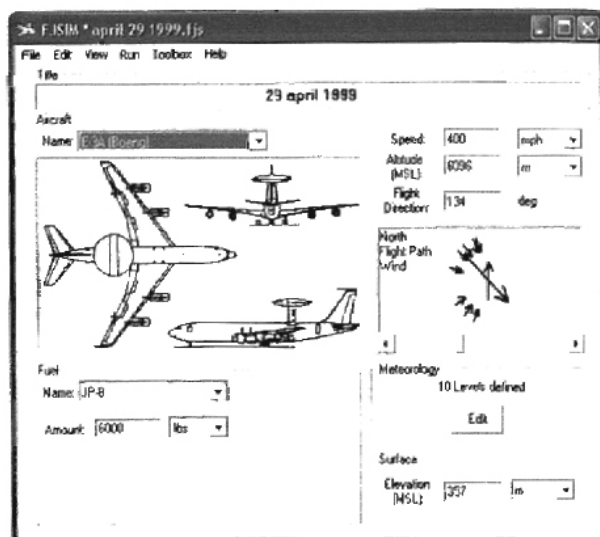 FJSIM * april 29 1999.fjs
File Edit View Run Toolbox Help
Title
29 april 1999
Aircraft
Name: E-3A (Boeing)
Speed: 400 mph
Altitude (MSL): 6096 m
Flight Direction: 134 deg
North
Flight Path
Wind
Fuel
Name: JP-8
Amount: 6000 lbs
Meteorology
10 Levels defined
Edit
Surface
Elevation (MSL): 357 m